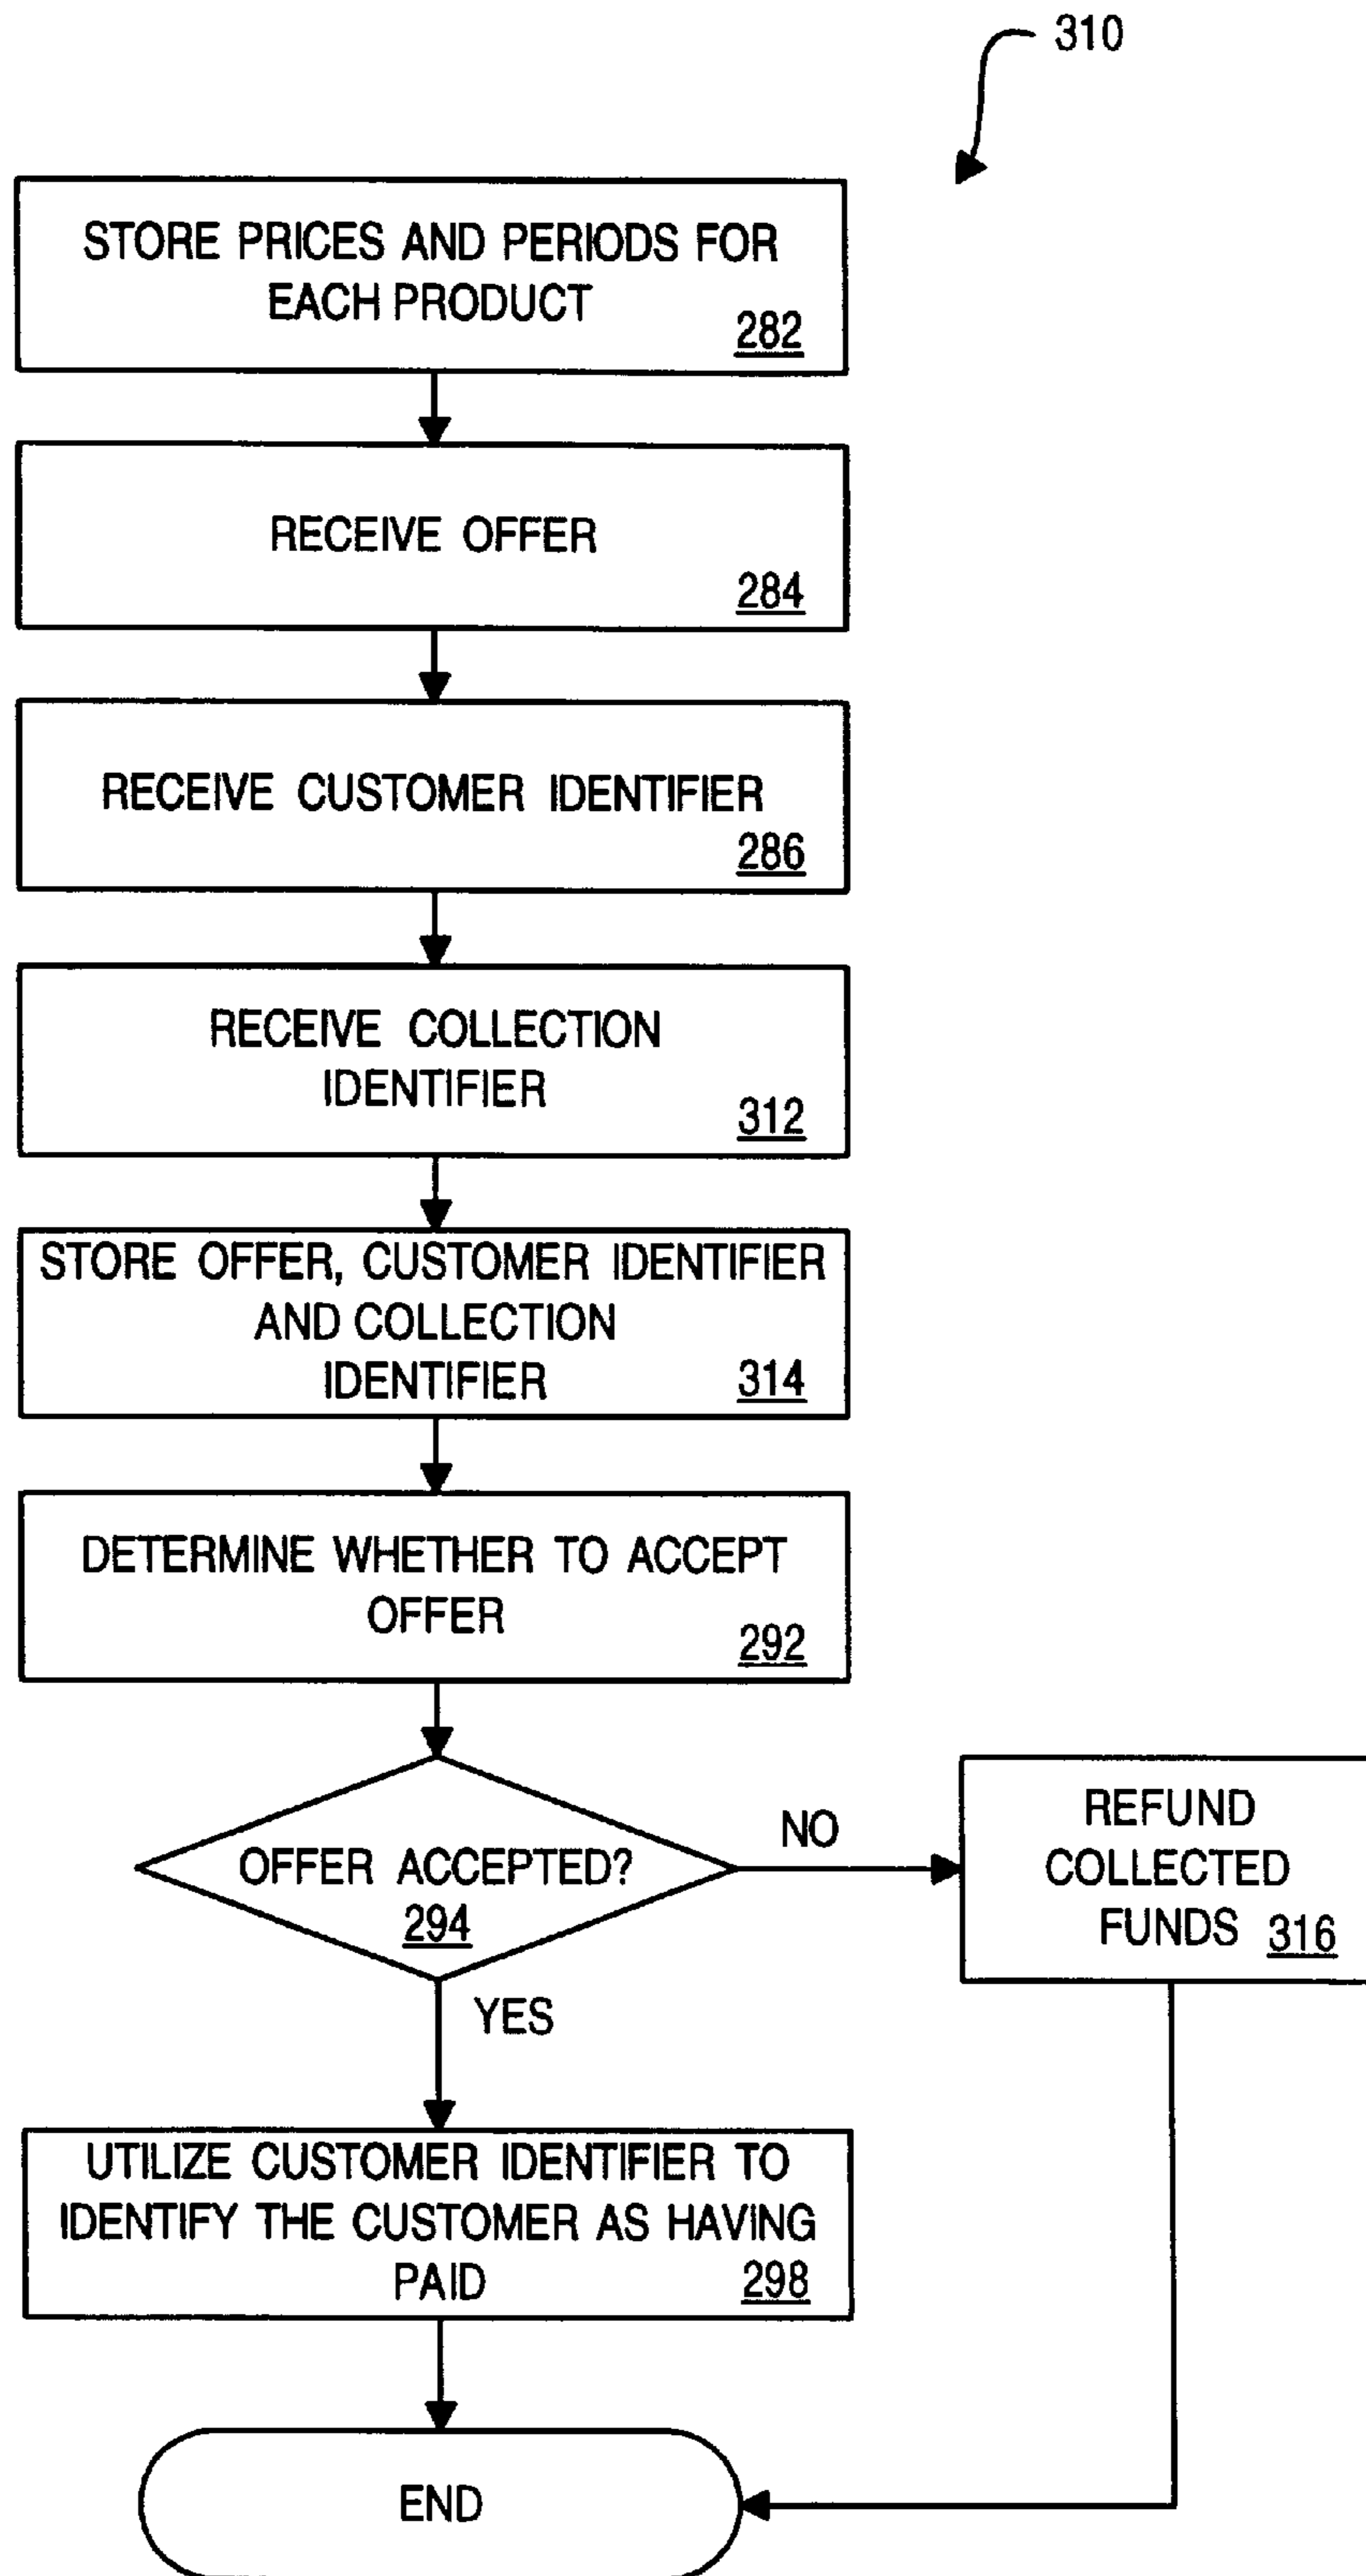 310
STORE PRICES AND PERIODS FOR
EACH PRODUCT
282
RECEIVE OFFER
284
RECEIVE CUSTOMER IDENTIFIER
286
RECEIVE COLLECTION
IDENTIFIER
312
STORE OFFER, CUSTOMER IDENTIFIER
AND COLLECTION
IDENTIFIER 314
DETERMINE WHETHER TO ACCEPT
OFFER
292
OFFER ACCEPTED?
294
NO
REFUND
COLLECTED
FUNDS 316
YES
UTILIZE CUSTOMER IDENTIFIER TO
IDENTIFY THE CUSTOMER AS HAVING
PAID 298
END